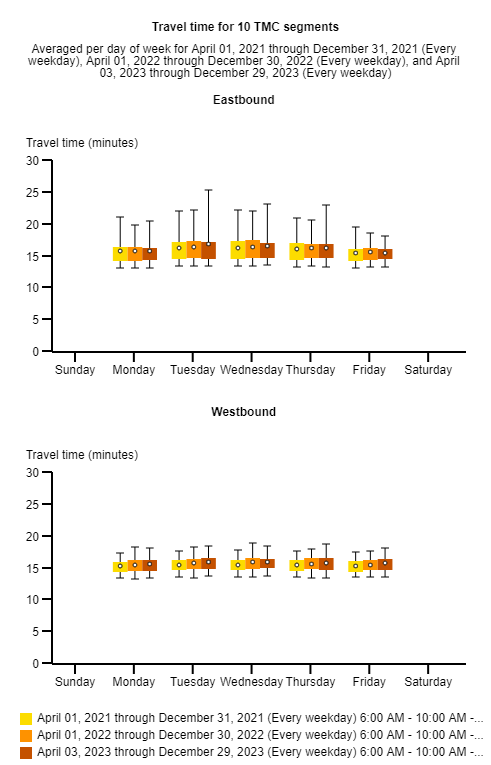 Travel time for 10 TMC segments
Averaged per day of week for April 01, 2021 through December 31, 2021 (Every
weekday), April 01, 2022 through December 30, 2022 (Every weekday), and April
03, 2023 through December 29, 2023 (Every weekday)
Eastbound
Travel time (minutes)
30
25
20
15
10
5
0
Sunday Monday Tuesday Wednesday Thursday Friday Saturday
Westbound
Travel time (minutes)
30
25
20
15
10
5
0
Sunday Monday Tuesday Wednesday Thursday Friday Saturday
April 01, 2021 through December 31, 2021 (Every weekday) 6:00 AM - 10:00 AM -...
April 01, 2022 through December 30, 2022 (Every weekday) 6:00 AM - 10:00 AM -...
April 03, 2023 through December 29, 2023 (Every weekday) 6:00 AM - 10:00 AM -...